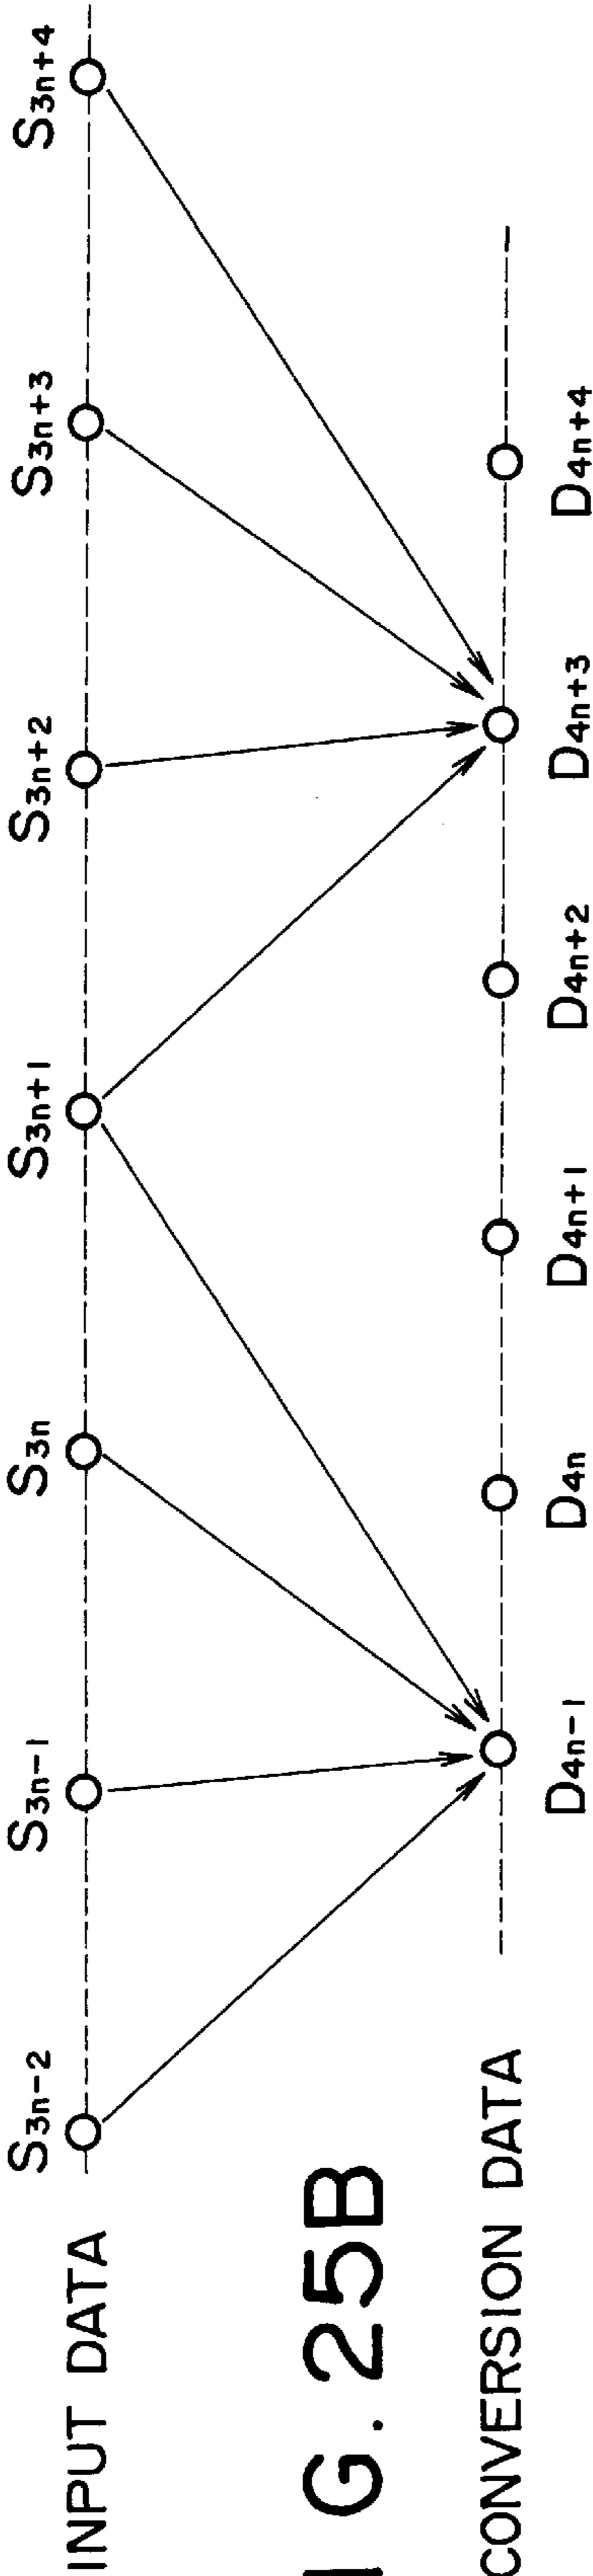 INPUT DATA
S3n-2
S3n-1
S3n
S3n+1
S3n+2
S3n+3
S3n+4
IG. 25B
CONVERSION DATA
D4n-1
D4n
D4n+1
D4n+2
D4n+3
D4n+4